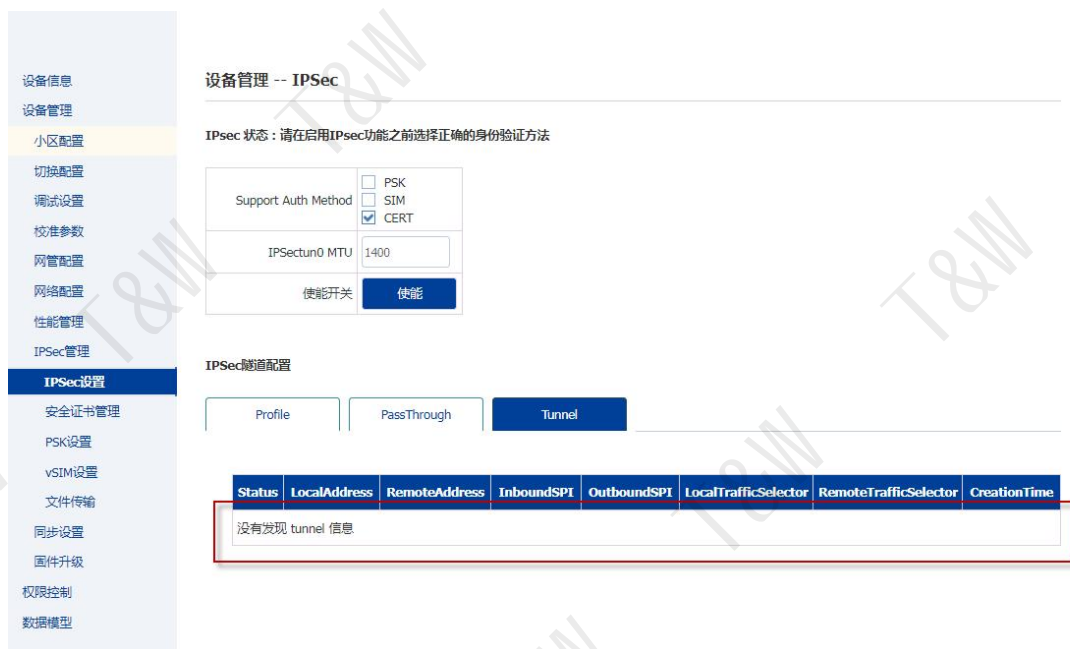 设备信息
设备管理
小区配置
切换配置
调试设置
校准参数
网管配置
网络配置
性能管理
IPSec管理
IPSec设置
安全证书管理
PSK设置
vSIM设置
文件传输
同步设置
固件升级
权限控制
数据模型
设备管理 -- IPSec
IPsec 状态：请在启用IPsec功能之前选择正确的身份验证方法
Support Auth Method
PSK
SIM
CERT
IPSectun0 MTU 1400
使能开关 使能
IPSec隧道配置
Profile PassThrough Tunnel
Status LocalAddress RemoteAddress InboundSPI OutboundSPI LocalTrafficSelector RemoteTrafficSelector CreationTime
没有发现 tunnel 信息
T&W
T&W
T&W
T&W